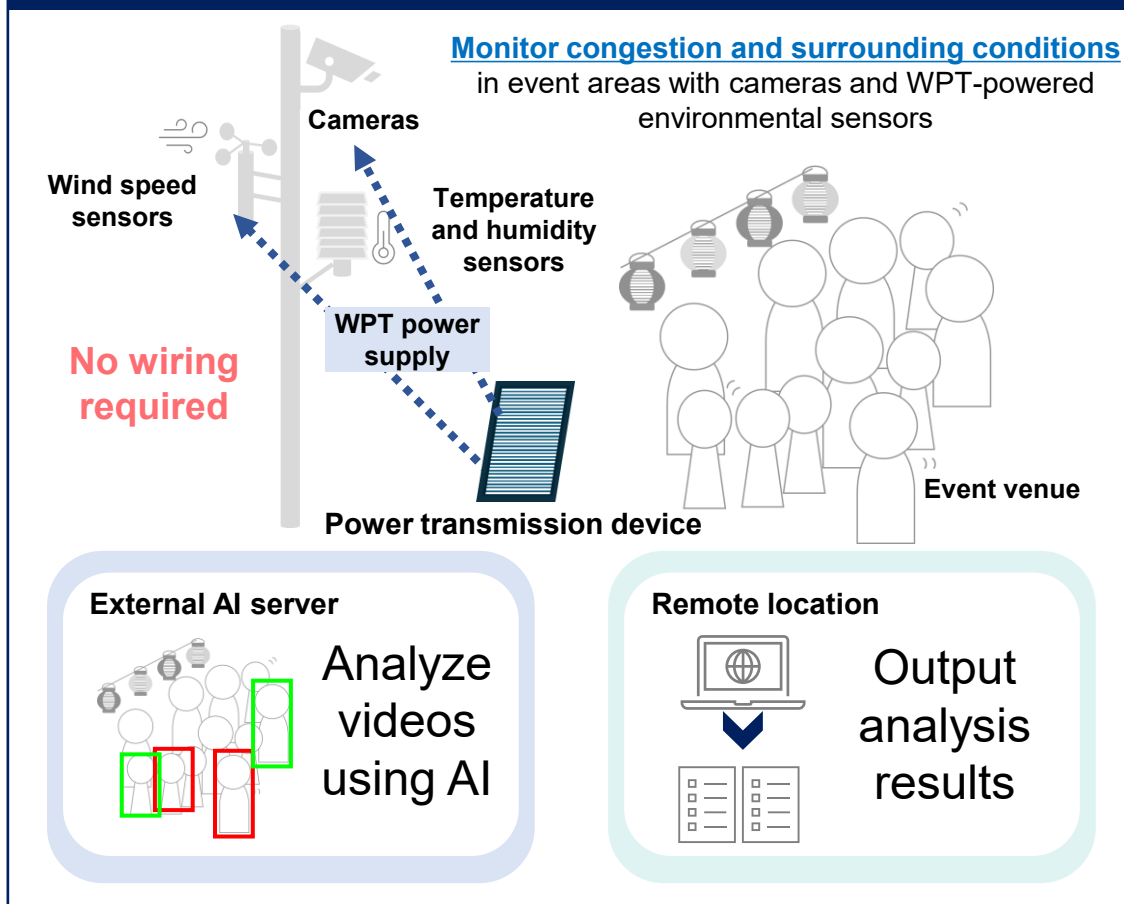 Monitor congestion and surrounding conditions
in event areas with cameras and WPT-powered
environmental sensors
Cameras
Wind speed
sensors
Temperature
and humidity
sensors
WPT power
supply
No wiring
required
Power transmission device
Event venue
External AI server
Analyze
videos
using AI
Remote location
Output
analysis
results